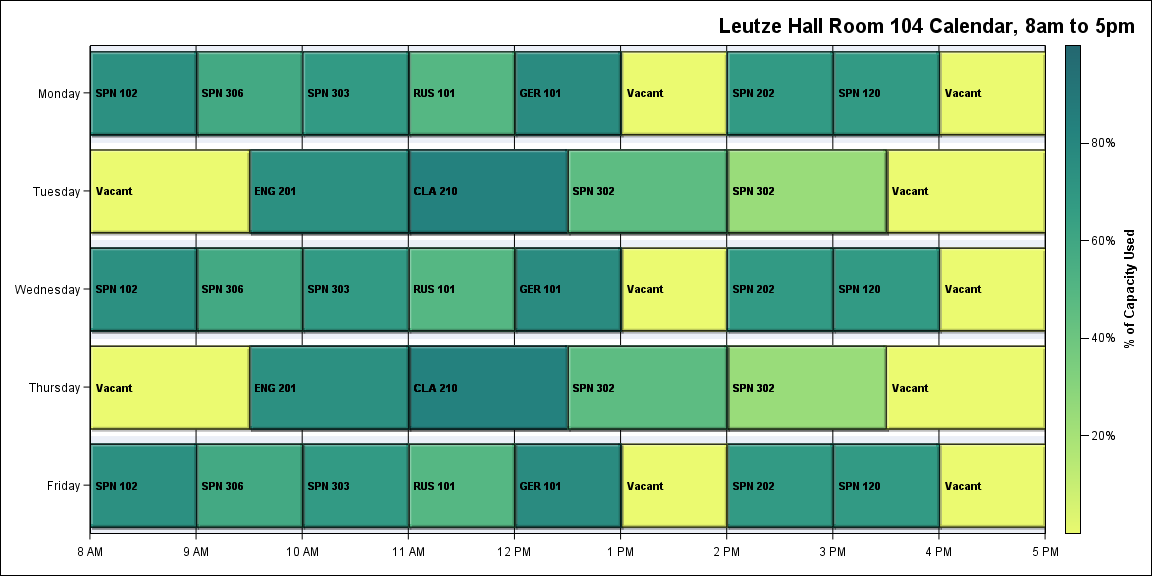 Leutze Hall Room 104 Calendar, 8am to 5pm
Monday
SPN 102 SPN 306 SPN 303 RUS 101 GER 101 Vacant SPN 202 SPN 120 Vacant
Tuesday
Vacant ENG 201 CLA 210 SPN 302 SPN 302 Vacant
Wednesday
SPN 102 SPN 306 SPN 303 RUS 101 GER 101 Vacant SPN 202 SPN 120 Vacant
Thursday
Vacant ENG 201 CLA 210 SPN 302 SPN 302 Vacant
Friday
SPN 102 SPN 306 SPN 303 RUS 101 GER 101 Vacant SPN 202 SPN 120 Vacant
8 AM 9 AM 10 AM 11 AM 12 PM 1 PM 2 PM 3 PM 4 PM 5 PM
80%
60%
40%
20%
% of Capacity Used